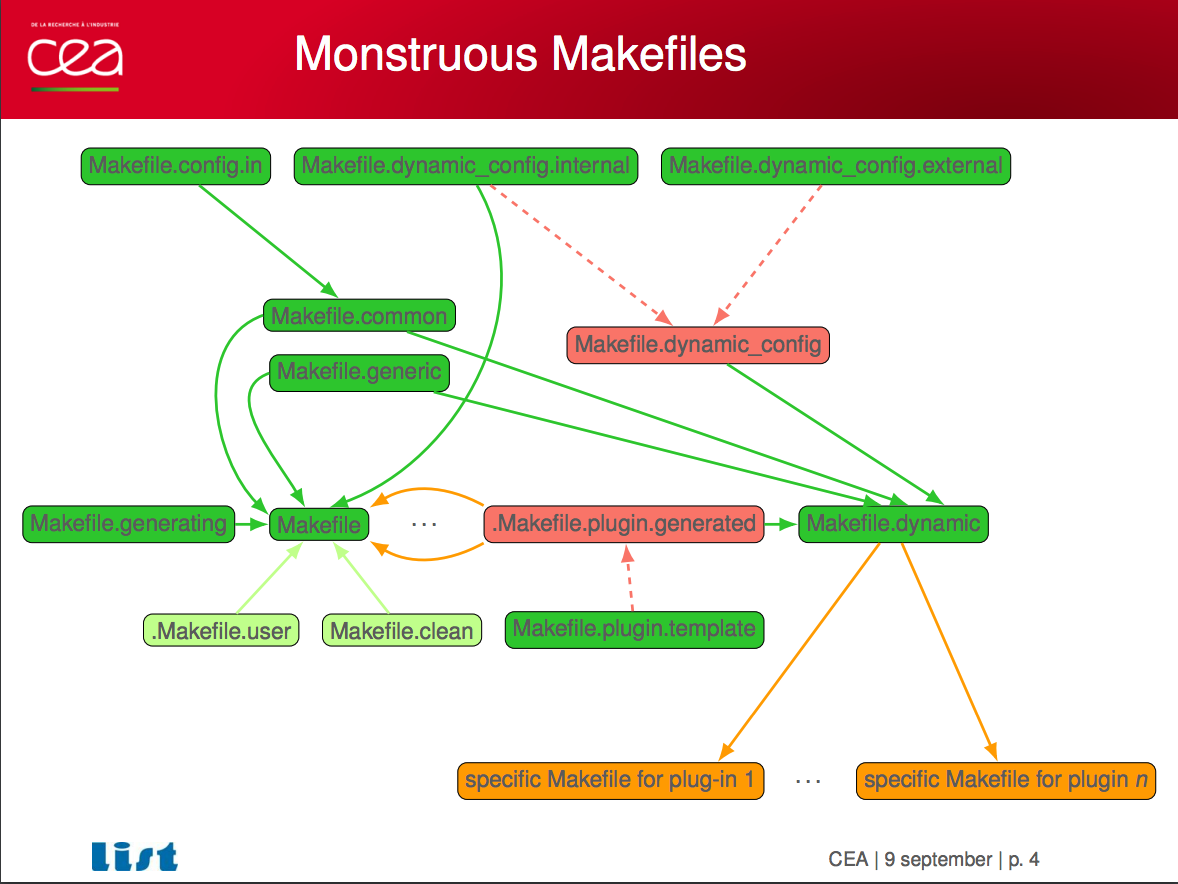 DE LA RECHERCHE À L'INDUSTRIE
cea
Monstruous Makefiles
Makefile.config.in
Makefile.dynamic_config.internal
Makefile.dynamic_config.external
Makefile.common
Makefile.dynamic_config
Makefile.generic
Makefile.generating
Makefile
...
.Makefile.plugin.generated
Makefile.dynamic
.Makefile.user
Makefile.clean
Makefile.plugin.template
specific Makefile for plug-in 1
...
specific Makefile for plugin n
list
CEA | 9 september | p. 4